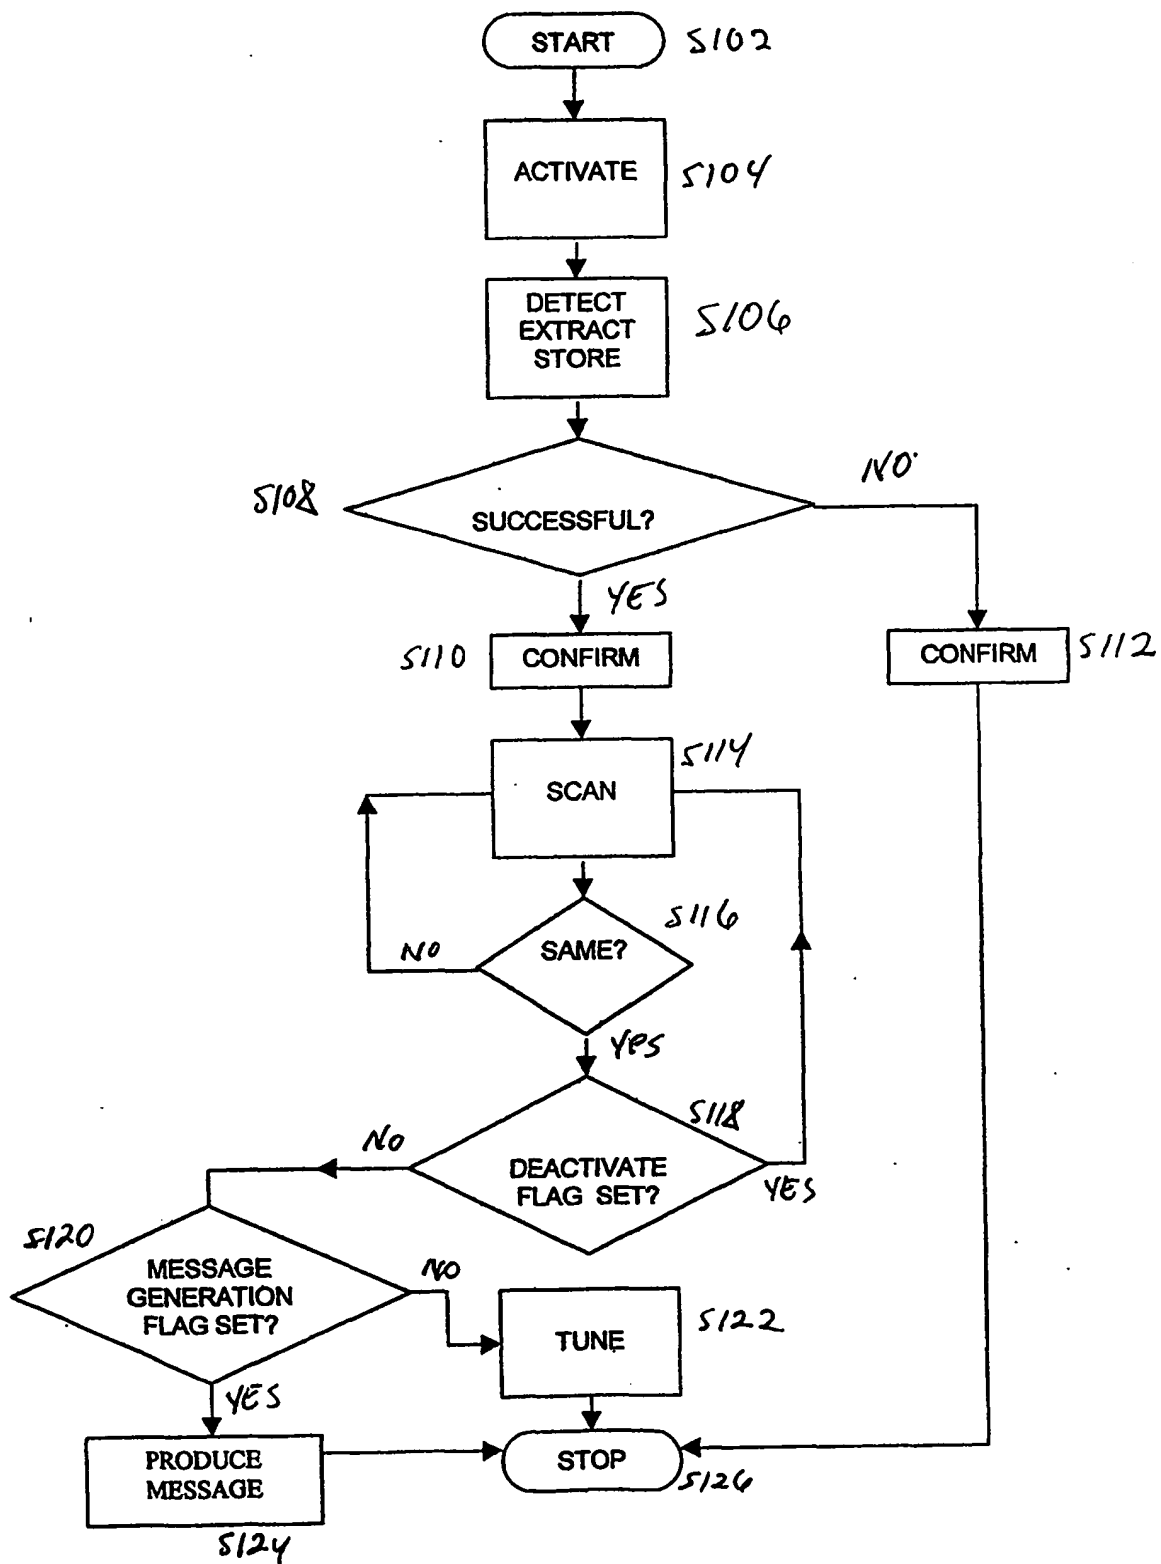 START S102
ACTIVATE S104
DETECT
EXTRACT
STORE
S106
NO
S108
SUCCESSFUL?
YES
S110 CONFIRM
CONFIRM S112
S114
SCAN
S116
SAME?
NO
YES
S118
NO
DEACTIVATE
FLAG SET?
YES
S120
MESSAGE
GENERATION
FLAG SET?
NO
TUNE S122
YES
PRODUCE
MESSAGE
S124
STOP
S126